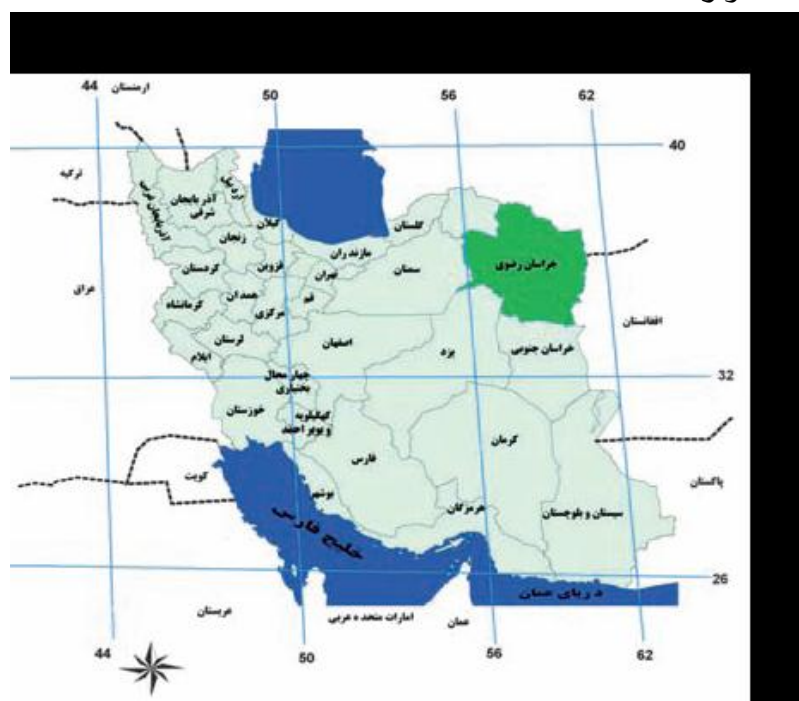 44
ارمنستان
50
56
62
40
ترکیه
آذربایجان غربی
آذربایجان
شرقی
اردبیل
گیلان
زنجان
گلستان
مازندران
خراسان رضوی
کردستان
قزوین
تهران
سمنان
عراق
کرمانشاه
همدان
مرکزی
قم
افغانستان
لرستان
ایلام
اصفهان
یزد
خراسان جنوبی
32
چهار محال
بختیاری
خوزستان
کهگیلویه
و بویر احمد
فارس
کرمان
کویت
پاکستان
بوشهر
هرمزگان
سیستان و بلوچستان
خلیج فارس
26
دریای عمان
عربستان
امارات متحده عربی
عمان
44
50
56
62